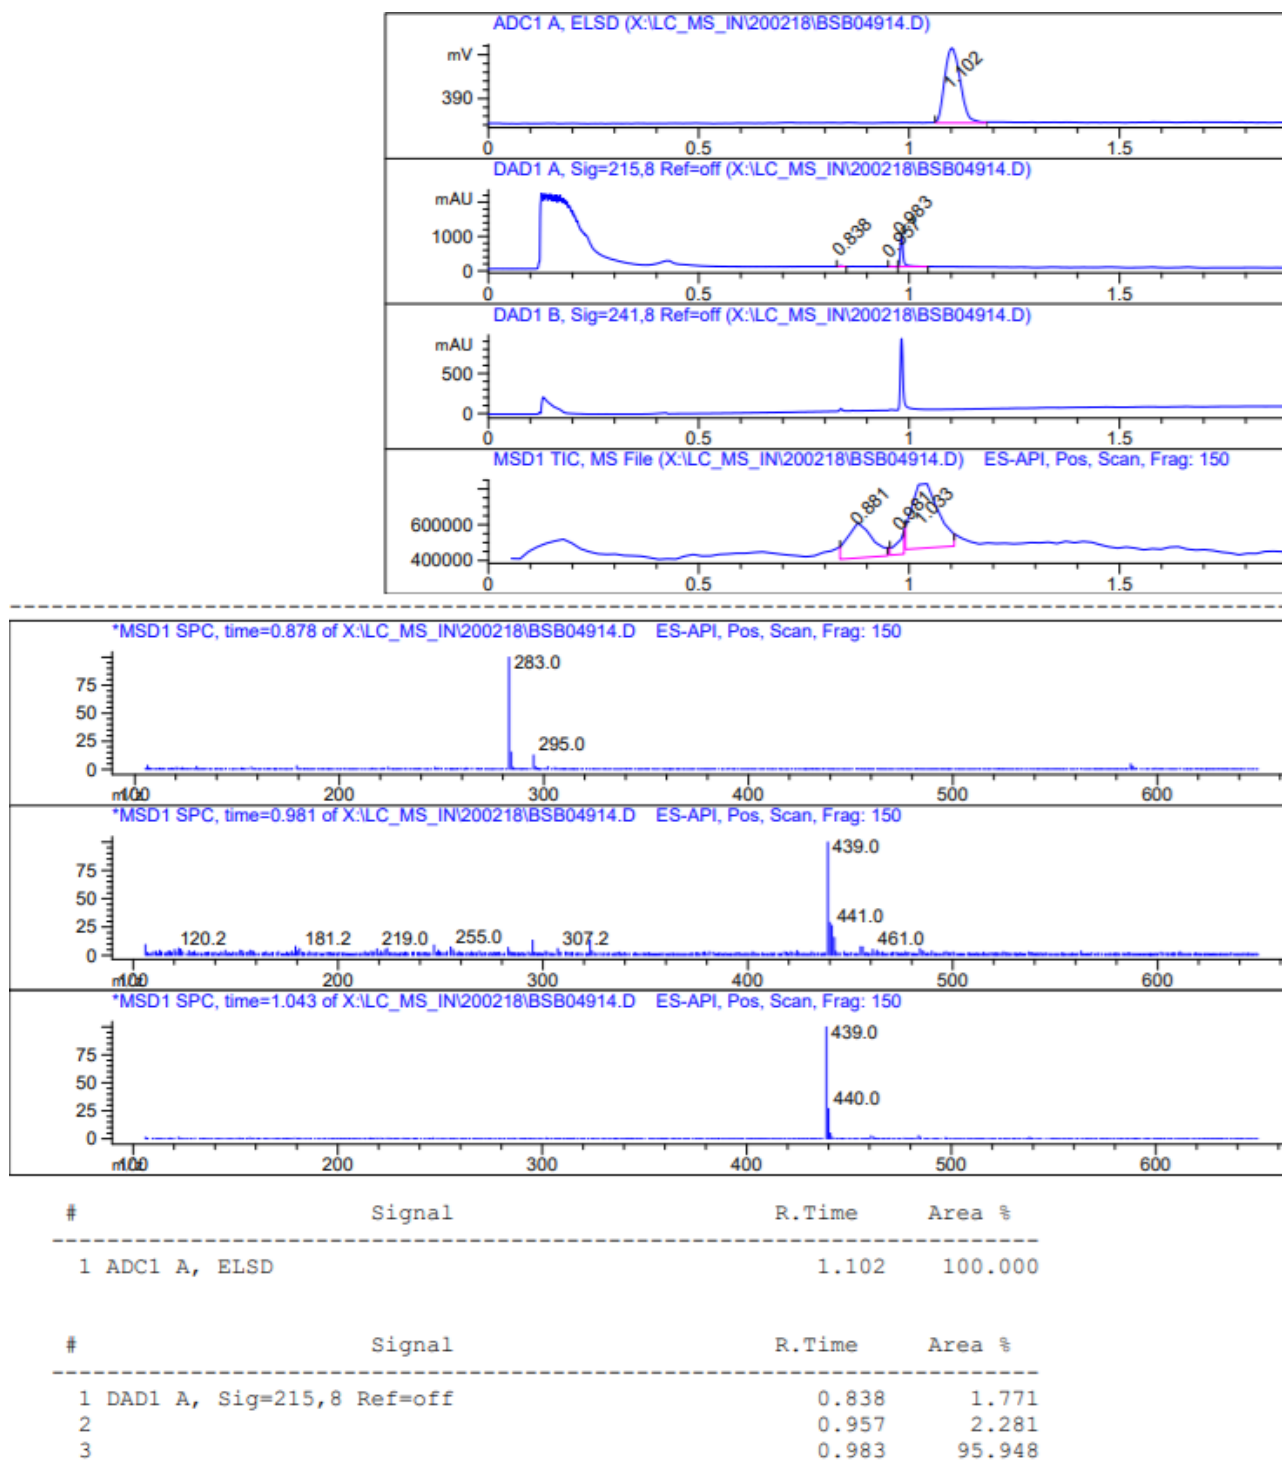 ADC1 A, ELSD (X:\LC_MS_IN\200218\BSB04914.D)
mV
390
1.102
0 0.5 1 1.5
DAD1 A, Sig=215,8 Ref=off (X:\LC_MS_IN\200218\BSB04914.D)
mAU
1000
0
0.838
0.957
0.983
0 0.5 1 1.5
DAD1 B, Sig=241,8 Ref=off (X:\LC_MS_IN\200218\BSB04914.D)
mAU
500
0
0 0.5 1 1.5
MSD1 TIC, MS File (X:\LC_MS_IN\200218\BSB04914.D) ES-API, Pos, Scan, Frag: 150
600000
400000
0.881
0.981
1.033
0 0.5 1 1.5
*MSD1 SPC, time=0.878 of X:\LC_MS_IN\200218\BSB04914.D ES-API, Pos, Scan, Frag: 150
75
50
25
0
283.0
295.0
m/z
100 200 300 400 500 600
*MSD1 SPC, time=0.981 of X:\LC_MS_IN\200218\BSB04914.D ES-API, Pos, Scan, Frag: 150
75
50
25
0
439.0
441.0
120.2 181.2 219.0 255.0 307.2 461.0
m/z
100 200 300 400 500 600
*MSD1 SPC, time=1.043 of X:\LC_MS_IN\200218\BSB04914.D ES-API, Pos, Scan, Frag: 150
75
50
25
0
439.0
440.0
m/z
100 200 300 400 500 600
# Signal R.Time Area %
1 ADC1 A, ELSD 1.102 100.000
# Signal R.Time Area %
1 DAD1 A, Sig=215,8 Ref=off 0.838 1.771
2 0.957 2.281
3 0.983 95.948